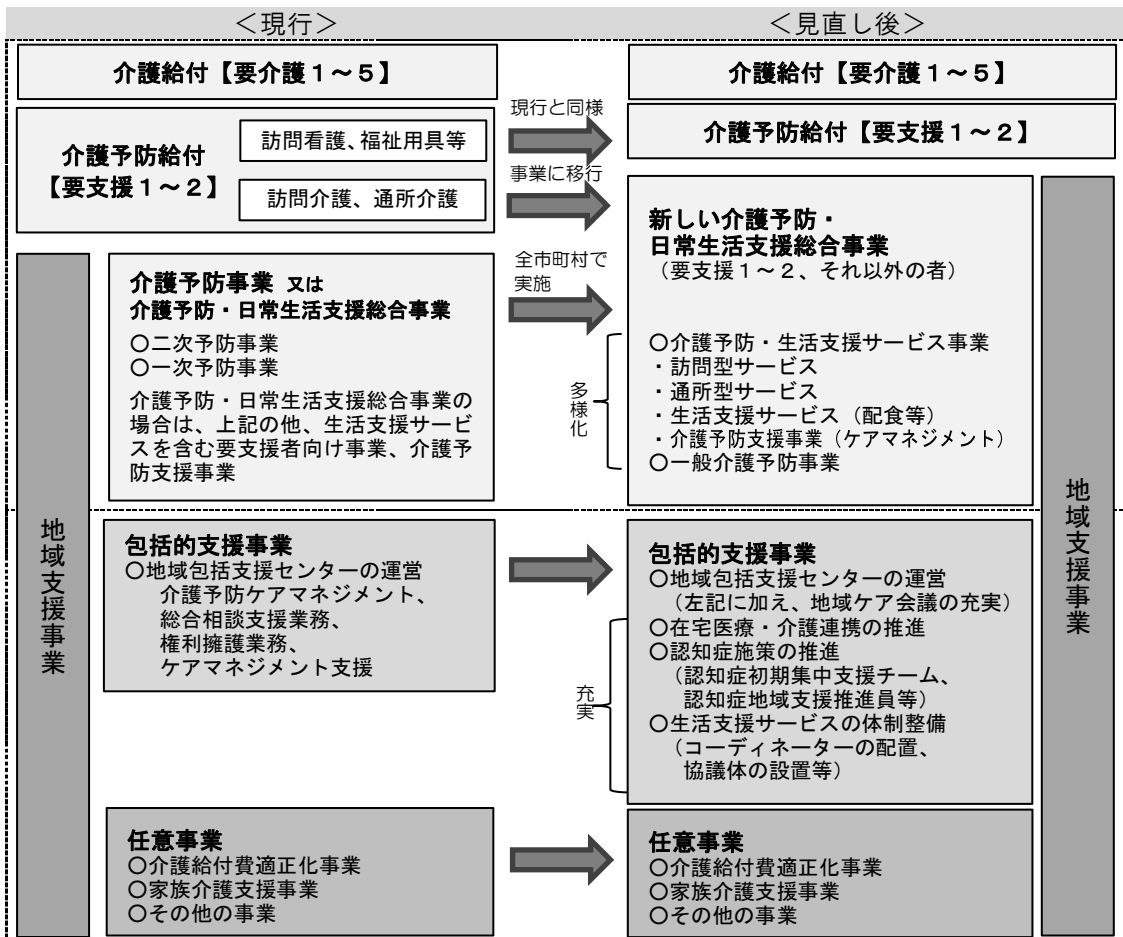 ＜現行＞
＜見直し後＞
介護給付【要介護１～５】
介護予防給付
【要支援１～２】
訪問看護、福祉用具等
訪問介護、通所介護
現行と同様
事業に移行
介護給付【要介護１～５】
介護予防給付【要支援１～２】
地域支援事業
介護予防事業 又は
介護予防・日常生活支援総合事業
〇二次予防事業
〇一次予防事業
介護予防・日常生活支援総合事業の
場合は、上記の他、生活支援サービ
スを含む要支援者向け事業、介護予
防支援事業
全市町村で
実施
多様化
新しい介護予防・
日常生活支援総合事業
（要支援１～２、それ以外の者）
〇介護予防・生活支援サービス事業
・訪問型サービス
・通所型サービス
・生活支援サービス（配食等）
・介護予防支援事業（ケアマネジメント）
〇一般介護予防事業
包括的支援事業
〇地域包括支援センターの運営
介護予防ケアマネジメント、
総合相談支援業務、
権利擁護業務、
ケアマネジメント支援
充実
包括的支援事業
〇地域包括支援センターの運営
（左記に加え、地域ケア会議の充実）
〇在宅医療・介護連携の推進
〇認知症施策の推進
（認知症初期集中支援チーム、
認知症地域支援推進員等）
〇生活支援サービスの体制整備
（コーディネーターの配置、
協議体の設置等）
任意事業
〇介護給付費適正化事業
〇家族介護支援事業
〇その他の事業
任意事業
〇介護給付費適正化事業
〇家族介護支援事業
〇その他の事業
地域支援事業